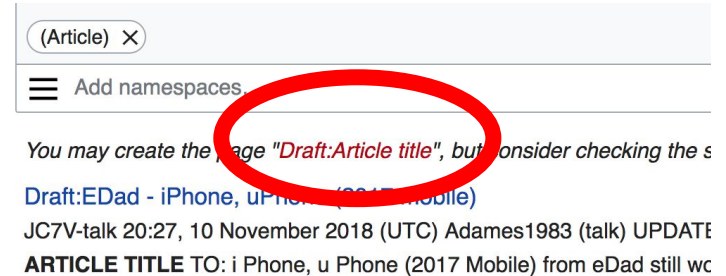 (Article) ×
Add namespaces..
You may create the page "Draft:Article title", but consider checking the s
Draft:EDad - iPhone, uPhone (2017 Mobile)
JC7V-talk 20:27, 10 November 2018 (UTC) Adames1983 (talk) UPDATE
ARTICLE TITLE TO: i Phone, u Phone (2017 Mobile) from eDad still wo